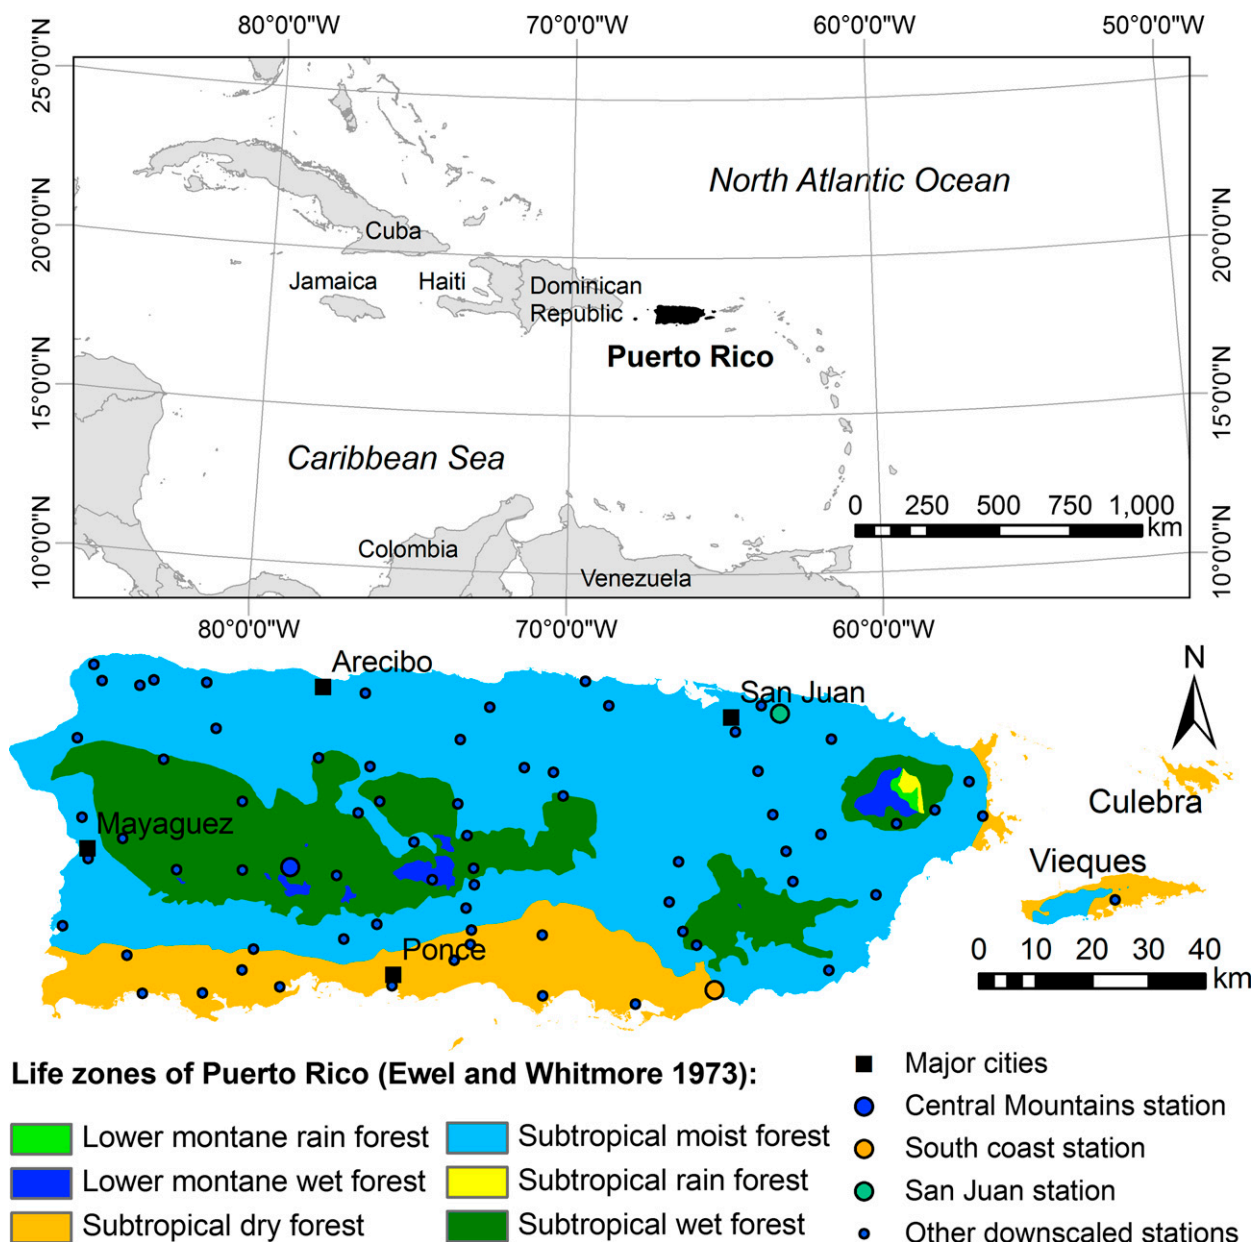 80°0'0"W 70°0'0"W 60°0'0"W 50°0'0"W
25°0'0"N
20°0'0"N
15°0'0"N
10°0'0"N
North Atlantic Ocean
Cuba
Jamaica
Haiti
Dominican
Republic
Puerto Rico
Caribbean Sea
Colombia
Venezuela
0 250 500 750 1,000
km
20°0'0"N
15°0'0"N
10°0'0"N
80°0'0"W 70°0'0"W 60°0'0"W
Arecibo
San Juan
N
Mayaguez
Culebra
Vieques
Ponce
0 10 20 30 40
km
Life zones of Puerto Rico (Ewel and Whitmore 1973):
Lower montane rain forest
Lower montane wet forest
Subtropical dry forest
Subtropical moist forest
Subtropical rain forest
Subtropical wet forest
Major cities
Central Mountains station
South coast station
San Juan station
Other downscaled stations